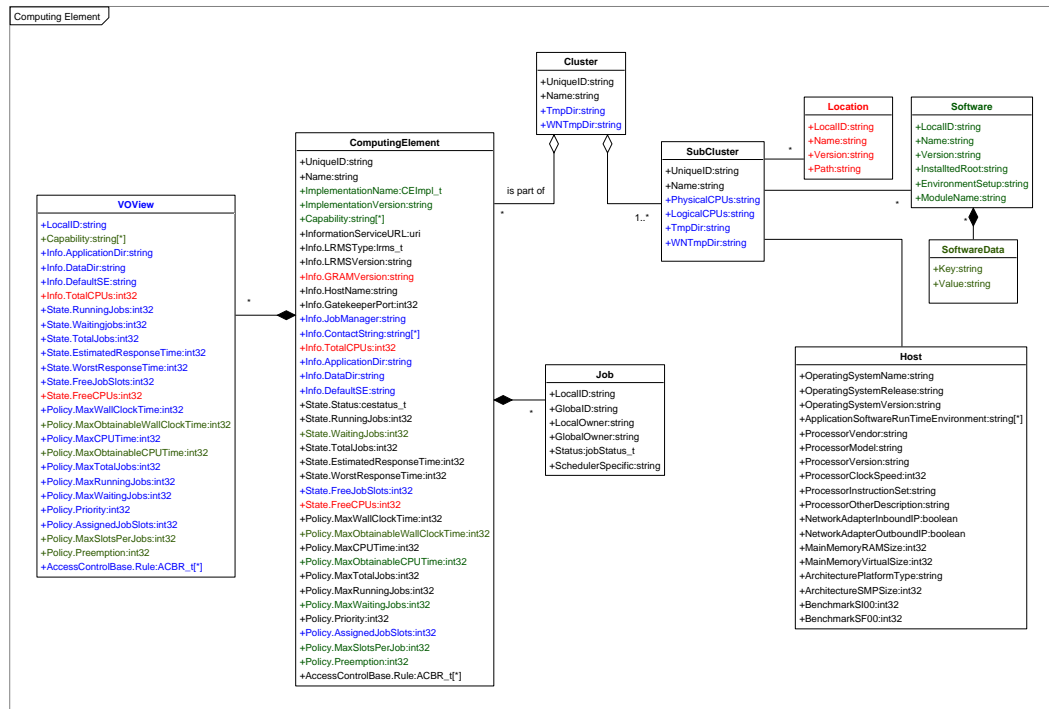 Computing Element
Cluster
+UniqueID:string
+Name:string
+TmpDir:string
+WNTmpDir:string
Location
+LocalID:string
+Name:string
+Version:string
+Path:string
Software
+LocalID:string
+Name:string
+Version:string
+InstalltedRoot:string
+EnvironmentSetup:string
+ModuleName:string
ComputingElement
+UniqueID:string
+Name:string
+ImplementationName:CEImpl_t
+ImplementationVersion:string
+Capability:string[*]
+InformationServiceURL:uri
+Info.LRMSType:lrms_t
+Info.LRMSVersion:string
+Info.GRAMVersion:string
+Info.HostName:string
+Info.GatekeeperPort:int32
+Info.JobManager:string
+Info.ContactString:string[*]
+Info.TotalCPUs:int32
+Info.ApplicationDir:string
+Info.DataDir:string
+Info.DefaultSE:string
+State.Status:cestatus_t
+State.RunningJobs:int32
+State.WaitingJobs:int32
+State.TotalJobs:int32
+State.EstimatedResponseTime:int32
+State.WorstResponseTime:int32
+State.FreeJobSlots:int32
+State.FreeCPUs:int32
+Policy.MaxWallClockTime:int32
+Policy.MaxObtainableWallClockTime:int32
+Policy.MaxCPUTime:int32
+Policy.MaxObtainableCPUTime:int32
+Policy.MaxTotalJobs:int32
+Policy.MaxRunningJobs:int32
+Policy.MaxWaitingJobs:int32
+Policy.Priority:int32
+Policy.AssignedJobSlots:int32
+Policy.MaxSlotsPerJob:int32
+Policy.Preemption:int32
+AccessControlBase.Rule:ACBR_t[*]
SubCluster
+UniqueID:string
+Name:string
+PhysicalCPUs:string
+LogicalCPUs:string
+TmpDir:string
+WNTmpDir:string
*
is part of
*
1..*
*
*
VOView
+LocalID:string
+Capability:string[*]
+Info.ApplicationDir:string
+Info.DataDir:string
+Info.DefaultSE:string
+Info.TotalCPUs:int32
+State.RunningJobs:int32
+State.Waitingjobs:int32
+State.TotalJobs:int32
+State.EstimatedResponseTime:int32
+State.WorstResponseTime:int32
+State.FreeJobSlots:int32
+State.FreeCPUs:int32
+Policy.MaxWallClockTime:int32
+Policy.MaxObtainableWallClockTime:int32
+Policy.MaxCPUTime:int32
+Policy.MaxObtainableCPUTime:int32
+Policy.MaxTotalJobs:int32
+Policy.MaxRunningJobs:int32
+Policy.MaxWaitingJobs:int32
+Policy.Priority:int32
+Policy.AssignedJobSlots:int32
+Policy.MaxSlotsPerJobs:int32
+Policy.Preemption:int32
+AccessControlBase.Rule:ACBR_t[*]
*
SoftwareData
+Key:string
+Value:string
Job
+LocalID:string
+GlobalID:string
+LocalOwner:string
+GlobalOwner:string
+Status:jobStatus_t
+SchedulerSpecific:string
*
Host
+OperatingSystemName:string
+OperatingSystemRelease:string
+OperatingSystemVersion:string
+ApplicationSoftwareRunTimeEnvironment:string[*]
+ProcessorVendor:string
+ProcessorModel:string
+ProcessorVersion:string
+ProcessorClockSpeed:int32
+ProcessorInstructionSet:string
+ProcessorOtherDescription:string
+NetworkAdapterInboundIP:boolean
+NetworkAdapterOutboundIP:boolean
+MainMemoryRAMSize:int32
+MainMemoryVirtualSize:int32
+ArchitecturePlatformType:string
+ArchitectureSMPSize:int32
+BenchmarkSI00:int32
+BenchmarkSF00:int32